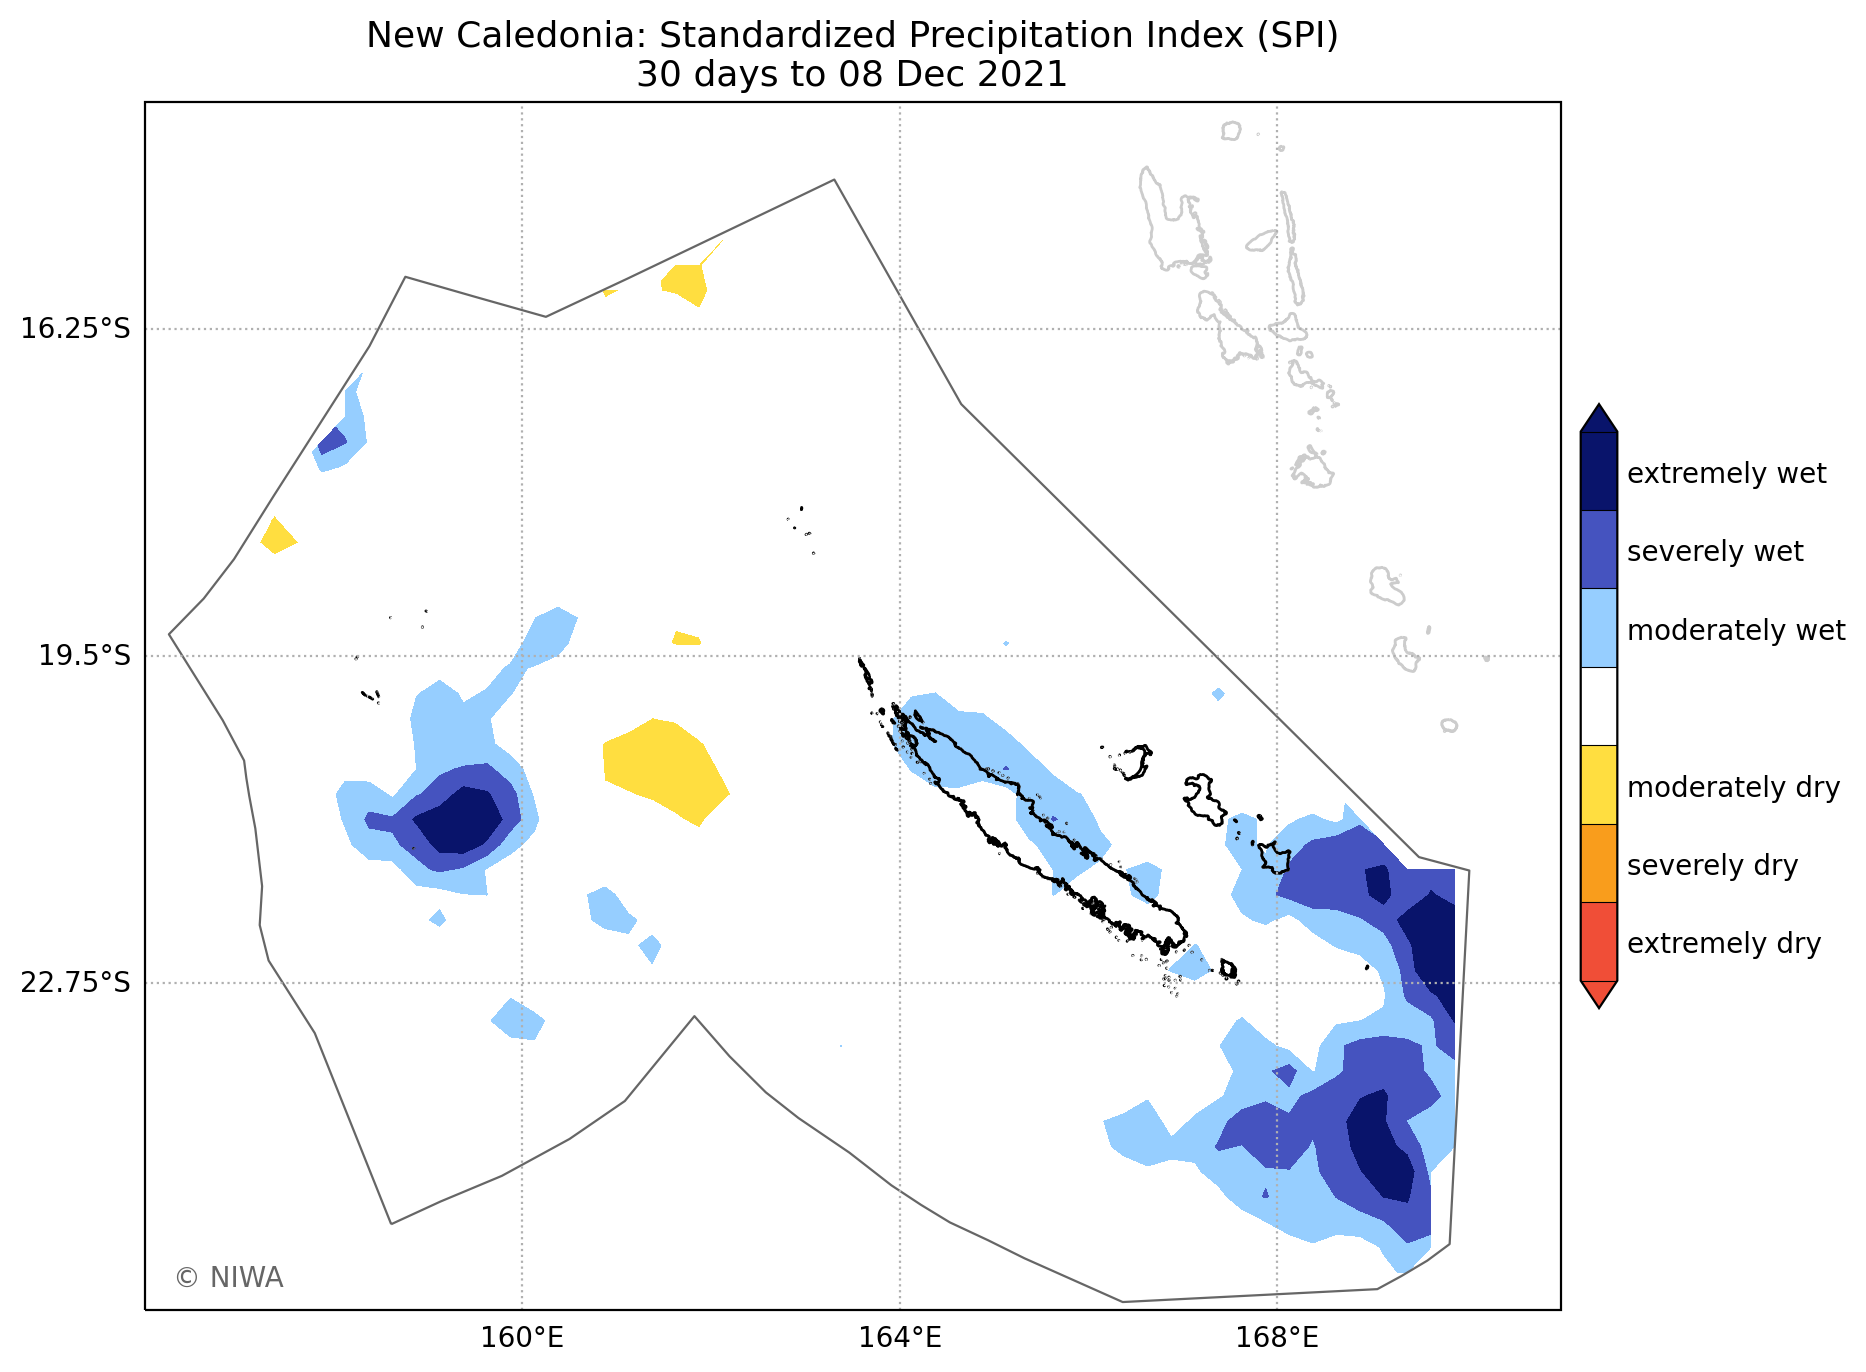 New Caledonia: Standardized Precipitation Index (SPI)
30 days to 08 Dec 2021
16.25°S
19.5°S
22.75°S
160°E
164°E
168°E
extremely wet
severely wet
moderately wet
moderately dry
severely dry
extremely dry
© NIWA